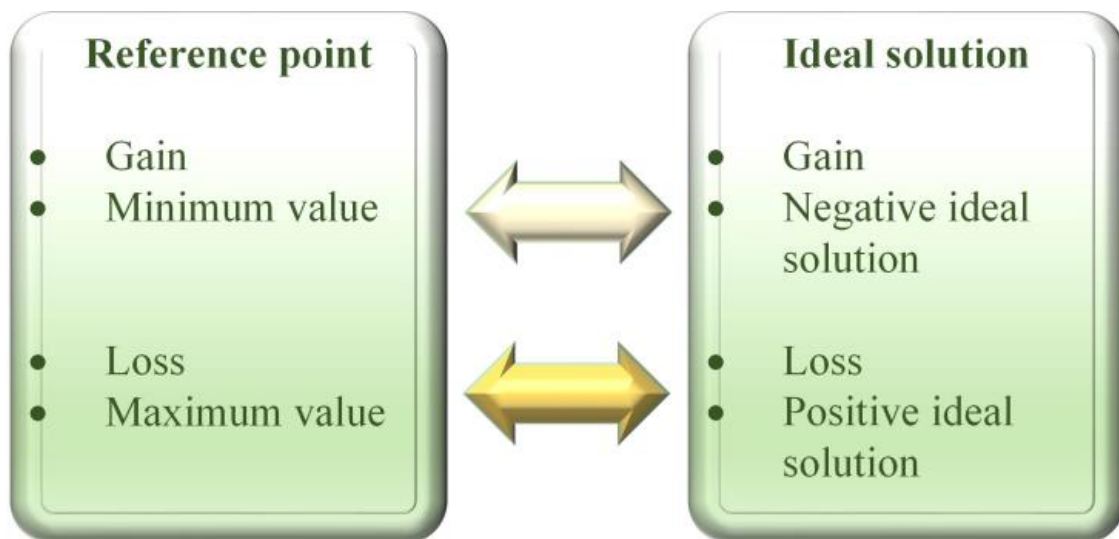 Reference point
• Gain
• Minimum value
• Loss
• Maximum value
Ideal solution
• Gain
• Negative ideal
solution
• Loss
• Positive ideal
solution